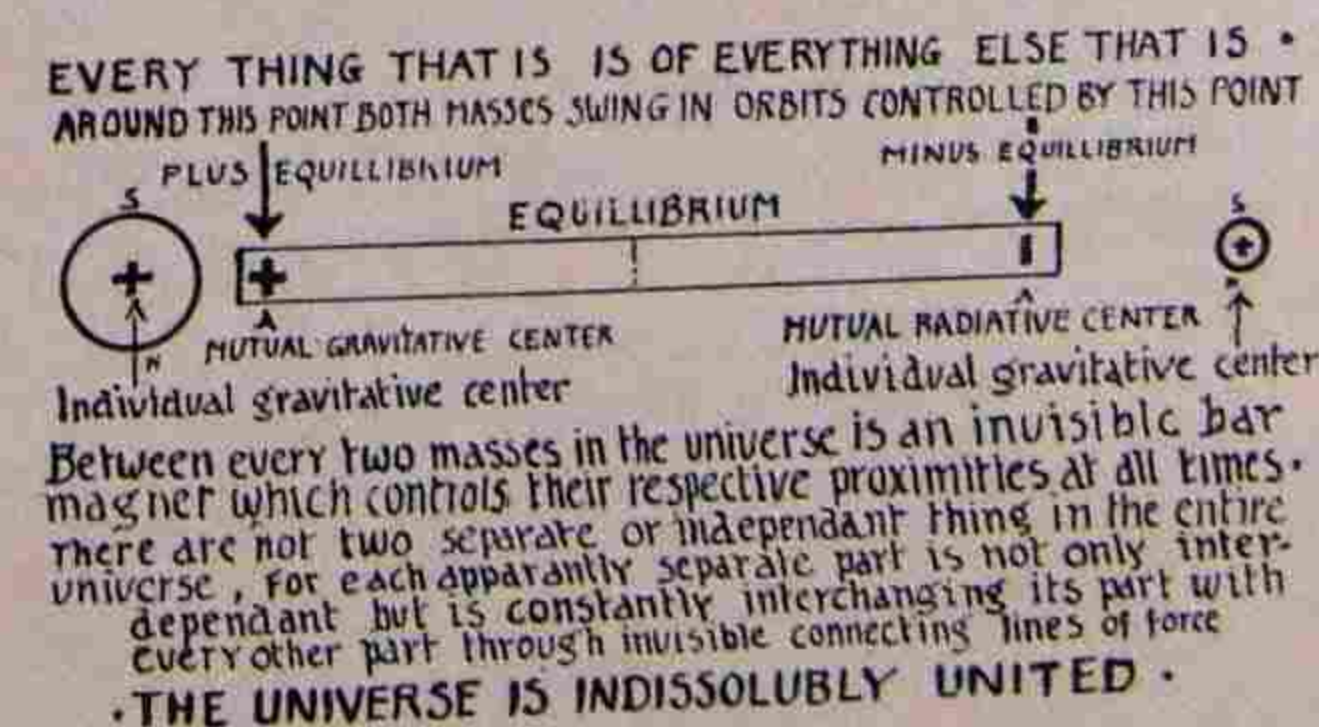 EVERY THING THAT IS IS OF EVERYTHING ELSE THAT IS •
AROUND THIS POINT BOTH MASSES SWING IN ORBITS CONTROLLED BY THIS POINT
PLUS EQUILLIBRIUM
MINUS EQUILLIBRIUM
S
EQUILLIBRIUM
S
+
+
+
MUTUAL GRAVITATIVE CENTER
MUTUAL RADIATIVE CENTER
N
Individual gravitative center
Individual gravitative center
Between every two masses in the universe is an invisible bar
magnet which controls their respective proximities at all times.
There are not two separate or independant thing in the entire
universe, For each apparantly separate part is not only inter-
dependant but is constantly interchanging its part with
every other part through invisible connecting lines of force
• THE UNIVERSE IS INDISSOLUBLY UNITED •